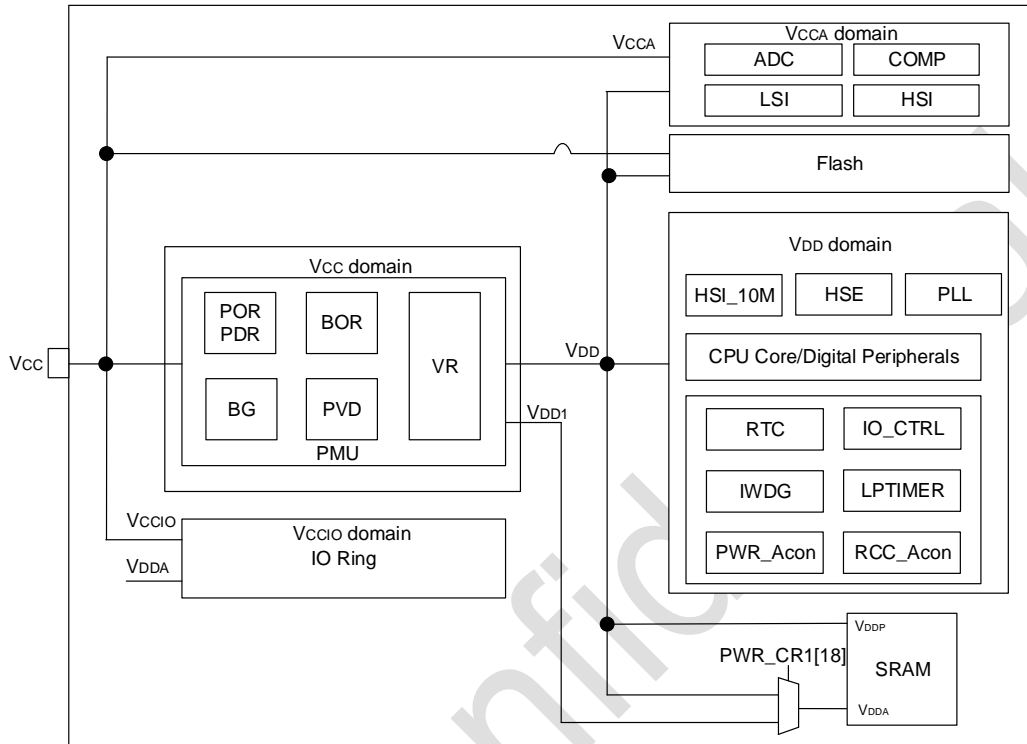 VCCA domain
VCCA
ADC
COMP
LSI
HSI
Flash
VDD domain
HSI_10M
HSE
PLL
CPU Core/Digital Peripherals
RTC
IO_CTRL
IWDG
LPTIMER
PWR_Acon
RCC_Acon
VCC domain
POR
PDR
BOR
VR
BG
PVD
PMU
VCC
VDD
VDD1
VCCIO
VCCIO domain
IO Ring
VDDA
PWR_CR1[18]
VDDP
SRAM
VDDA